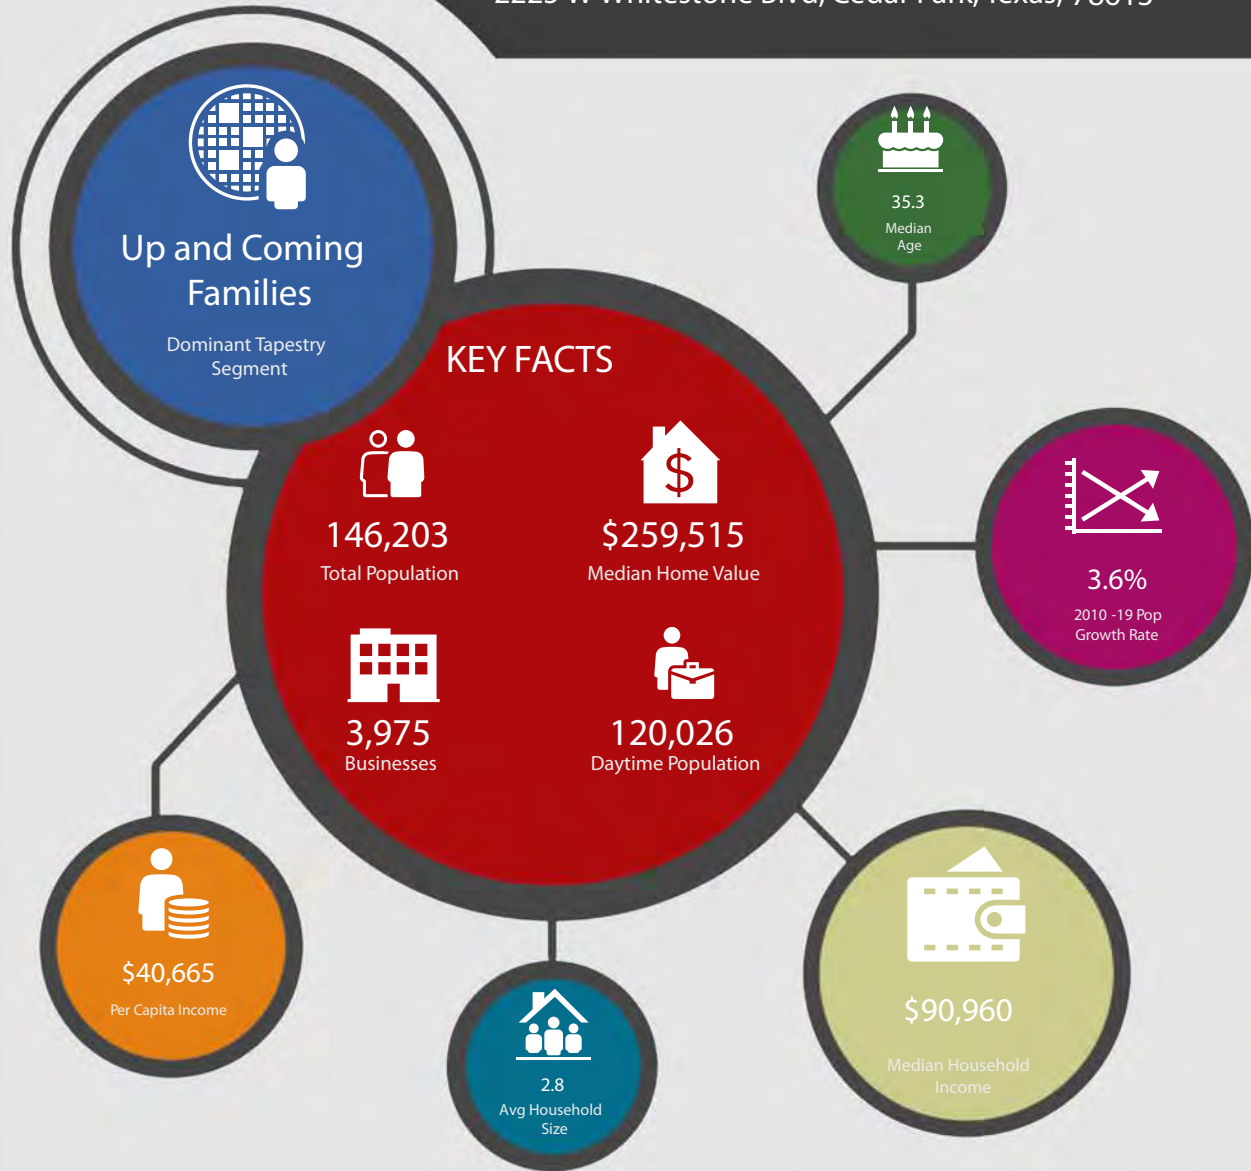 Up and Coming
Families
Dominant Tapestry
Segment
35.3
Median
Age
KEY FACTS
146,203
Total Population
$259,515
Median Home Value
3,975
Businesses
120,026
Daytime Population
3.6%
2010 -19 Pop
Growth Rate
$40,665
Per Capita Income
2.8
Avg Household
Size
$90,960
Median Household
Income